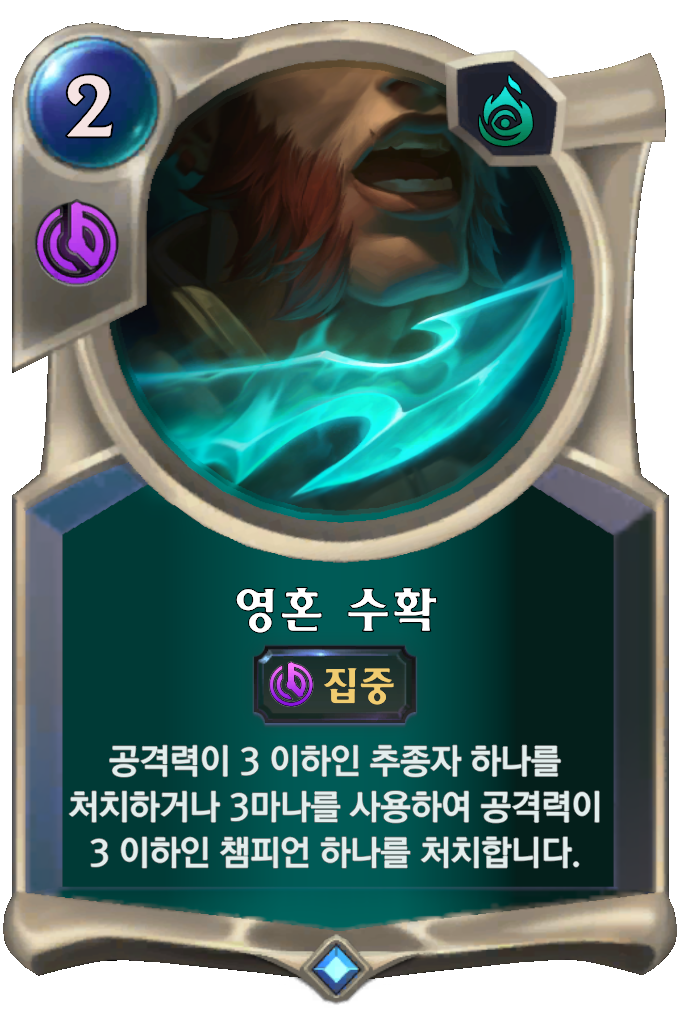 2
영혼 수확
집중
공격력이 3 이하인 추종자 하나를
처치하거나 3마나를 사용하여 공격력이
3 이하인 챔피언 하나를 처치합니다.